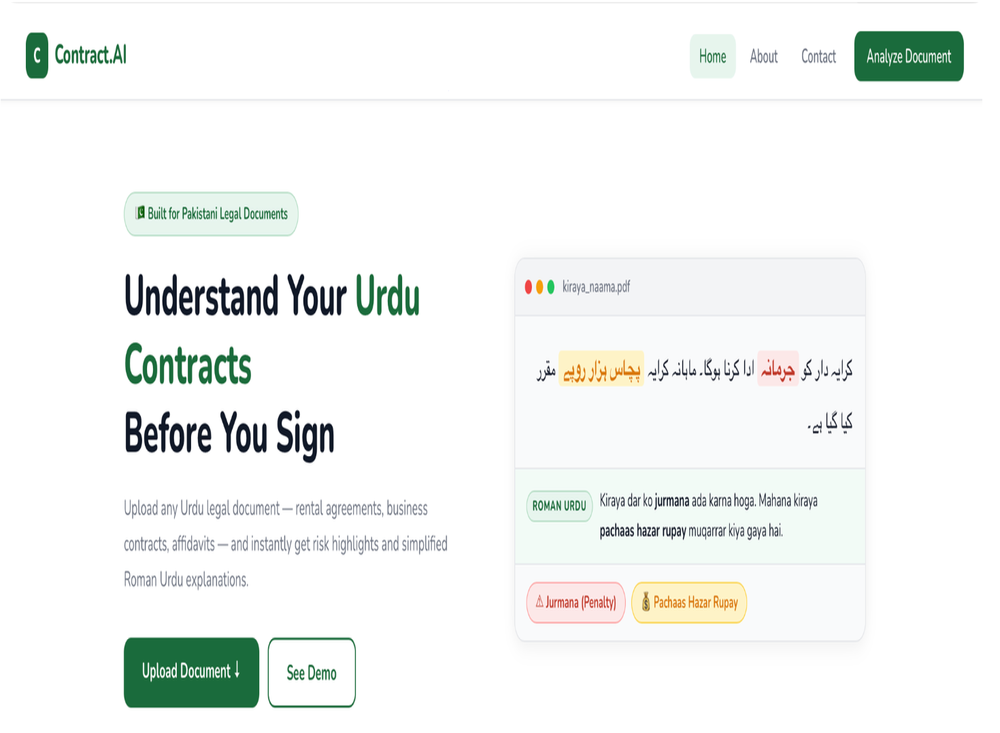 C Contract.AI
Home About Contact Analyze Document
Built for Pakistani Legal Documents
Understand Your Urdu
Contracts
Before You Sign
Upload any Urdu legal document — rental agreements, business
contracts, affidavits — and instantly get risk highlights and simplified
Roman Urdu explanations.
Upload Document ↓
See Demo
kiraya_naama.pdf
کرایہ دار کو جرمانہ ادا کرنا ہوگا۔ ماہانہ کرایہ پچاس ہزار روپے مقرر
کیا گیا ہے۔
ROMAN URDU
Kiraya dar ko jurmana ada karna hoga. Mahana kiraya
pachaas hazar rupay muqarrar kiya gaya hai.
⚠ Jurmana (Penalty)
💰 Pachaas Hazar Rupay